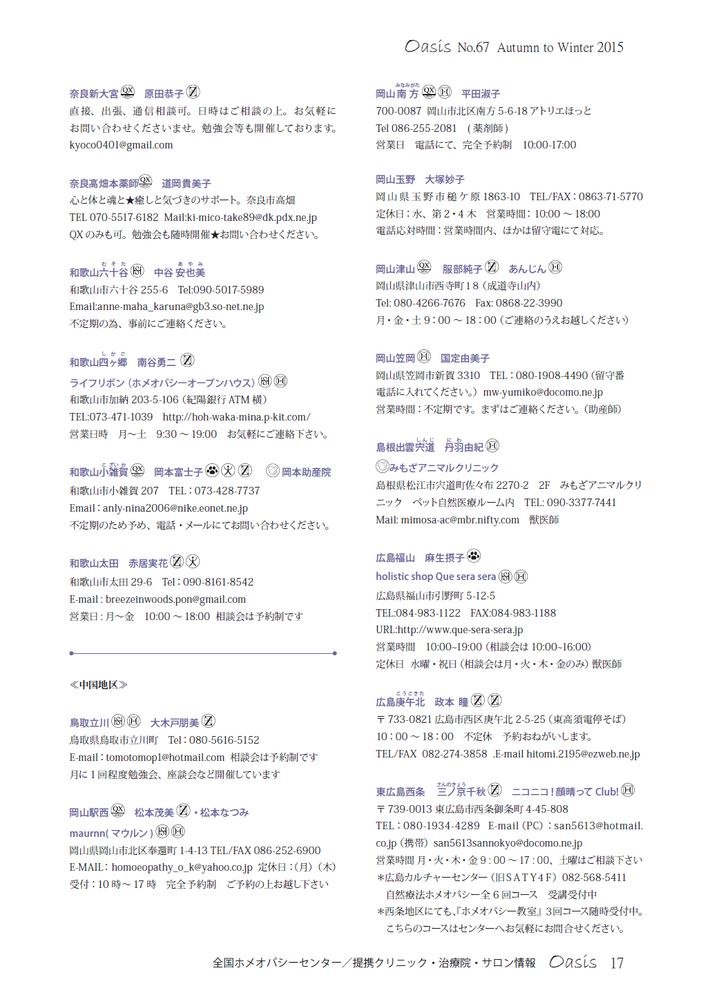 Oasis No.67 Autumn to Winter 2015
奈良新大宮 QX 原田恭子 Z
直接、出張、通信相談可。日時はご相談の上。お気軽に
お問い合わせくださいませ。勉強会等も開催しております。
kyoco0401@gmail.com
奈良高畑本薬師 QX 道岡貴美子
心と体と魂と★癒しと気づきのサポート。奈良市高畑
TEL 070-5517-6182 Mail:ki-mico-take89@dk.pdx.ne.jp
QXのみも可。勉強会も随時開催★お問い合わせください。
むそた あやみ
和歌山六十谷 中谷 安也美
和歌山市六十谷 255-6 Tel:090-5017-5989
Email:anne-maha_karuna@gb3.so-net.ne.jp
不定期の為、事前にご連絡ください。
しかご
和歌山四ヶ郷 南谷勇二 Z
ライフリボン（ホメオパシーオープンハウス） H
和歌山市加納 203-5-106 (紀陽銀行 ATM 横）
TEL:073-471-1039 http://hoh-waka-mina.p-kit.com/
営業日時 月～土 9:30 ～ 19:00 お気軽にご連絡下さい。
和歌山小雑賀 QX 岡本富士子 Z 岡本助産院
和歌山市小雑賀 207 TEL：073-428-7737
Email：anly-nina2006@nike.eonet.ne.jp
不定期のため予め、電話・メールにてお問い合わせください。
和歌山太田 赤居実花 Z
和歌山市太田 29-6 Tel：090-8161-8542
E-mail：breezeinwoods.pon@gmail.com
営業日：月～金 10:00 ～ 18:00 相談会は予約制です
≪中国地区≫
鳥取立川 H 大木戸朋美 Z
鳥取県鳥取市立川町 Tel：080-5616-5152
E-mail：tomotomop1@hotmail.com 相談会は予約制です
月に１回程度勉強会、座談会など開催しています
岡山駅西 QX 松本茂美 Z・松本なつみ
maurnn( マウルン ) H
岡山県岡山市北区奉還町 1-4-13 TEL/FAX 086-252-6900
E-MAIL：homoeopathy_o_k@yahoo.co.jp 定休日：（月）（木）
受付：10 時～ 17 時 完全予約制 ご予約の上お越し下さい
みなみがた
岡山南方 QX H 平田淑子
700-0087 岡山市北区南方 5-6-18 アトリエほっと
Tel 086-255-2081 （薬剤師）
営業日 電話にて、完全予約制 10:00-17:00
岡山玉野 大塚妙子
岡山県玉野市槌ケ原 1863-10 TEL/FAX：0863-71-5770
定休日：水、第２・４木 営業時間：10:00 ～ 18:00
電話応対時間：営業時間内、ほかは留守電にて対応。
岡山津山 QX 服部純子 Z あんじん H
岡山県津山市西寺町１８（成道寺山内）
Tel: 080-4266-7676 Fax: 0868-22-3990
月・金・土 9：00 ～ 18：00（ご連絡のうえお越しください）
岡山笠岡 H 国定由美子
岡山県笠岡市新賀 3310 TEL：080-1908-4490（留守番
電話に入れてください。） mw-yumiko@docomo.ne.jp
営業時間：不定期です。まずはご連絡ください。（助産師）
しんじ にわ
島根出雲宍道 丹羽由紀 H
みもざアニマルクリニック
島根県松江市宍道町佐々布 2270-2 2F みもざアニマルクリ
ニック ペット自然医療ルーム内 TEL: 090-3377-7441
Mail: mimosa-ac@mbr.nifty.com 獣医師
広島福山 麻生摂子
holistic shop Que sera sera H
広島県福山市引野町 5-12-5
TEL:084-983-1122 FAX:084-983-1188
URL:http://www.que-sera-sera.jp
営業時間 10:00~19:00（相談会は 10:00~16:00）
定休日 水曜・祝日（相談会は月・火・木・金のみ）獣医師
こうごきた
広島庚午北 政本 瞳 Z Z
〒733-0821 広島市西区庚午北 2-5-25（東高須電停そば）
10：00 ～ 18：00 不定休 予約おねがいします。
TEL/FAX 082-274-3858 .E-mail hitomi.2195@ezweb.ne.jp
さんのきょう
東広島西条 三ノ京千秋 Z ニコニコ！顔晴って Club! H
〒739-0013 東広島市西条御条町 4-45-808
TEL：080-1934-4289 E-mail（PC）：san5613@hotmail.
co.jp（携帯）san5613sannokyo@docomo.ne.jp
営業時間 月・火・木・金 9：00 ～ 17：00、土曜はご相談下さい
＊広島カルチャーセンター（旧ＳＡＴＹ４Ｆ）082-568-5411
自然療法ホメオパシー全６回コース 受講受付中
＊西条地区にても、『ホメオパシー教室』３回コース随時受付中。
こちらのコースはセンターへお気軽にお問合せください。
全国ホメオパシーセンター／提携クリニック・治療院・サロン情報 Oasis 17